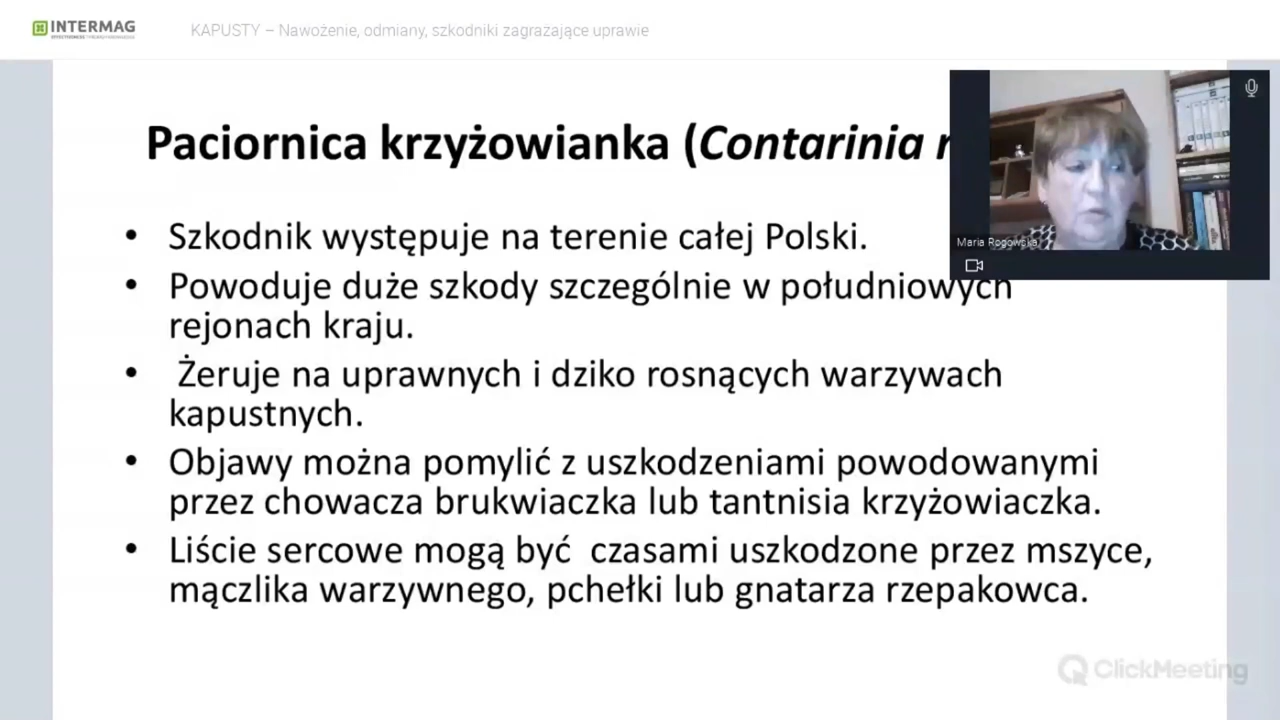 INTERMAG
KAPUSTY – Nawożenie, odmiany, szkodniki zagrażające uprawie
Paciornica krzyżowianka (Contarinia
Maria Rogowska
• Szkodnik występuje na terenie całej Polski.
• Powoduje duże szkody szczególnie w południowych
rejonach kraju.
• Żeruje na uprawnych i dziko rosnących warzywach
kapustnych.
• Objawy można pomylić z uszkodzeniami powodowanymi
przez chowacza brukwiaczka lub tantnisia krzyżowiaczka.
• Liście sercowe mogą być czasami uszkodzone przez mszyce,
mączlika warzywnego, pchełki lub gnatarza rzepakowca.
ClickMeeting